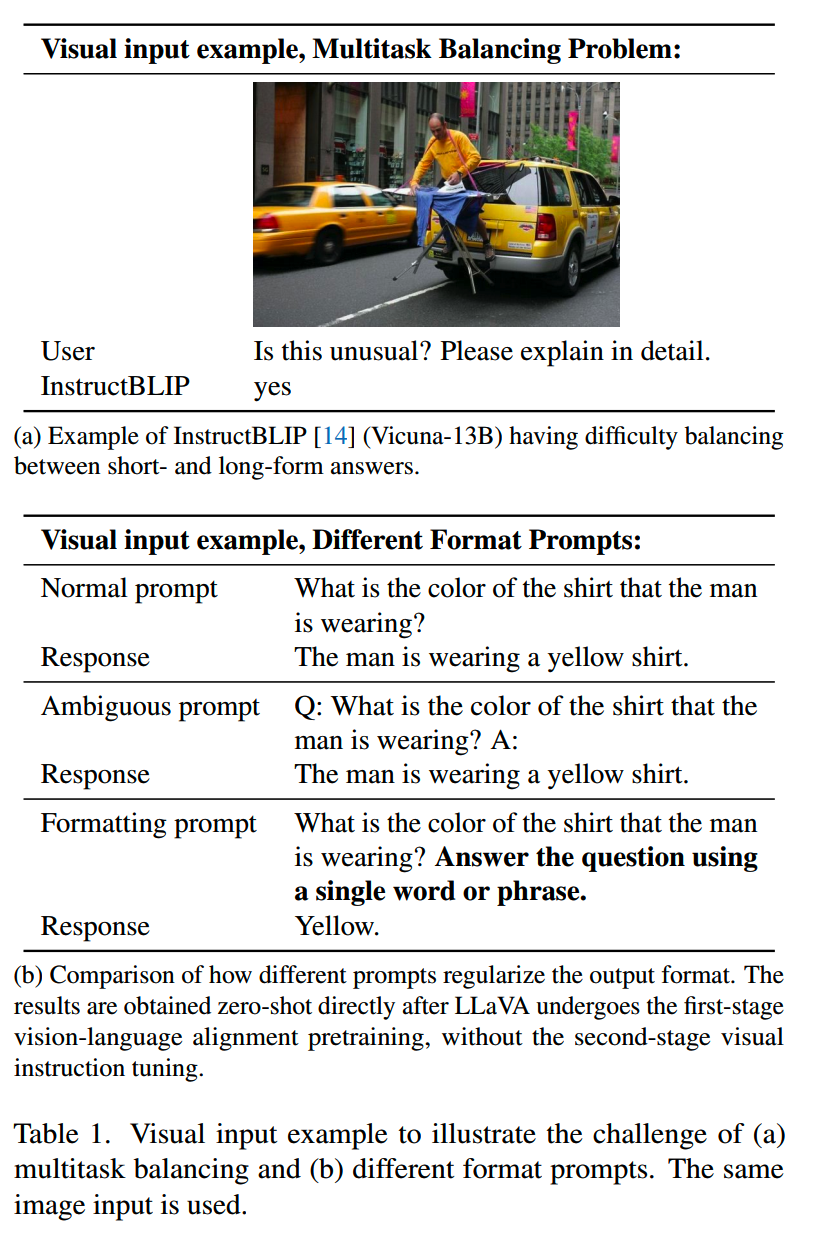 Visual input example, Multitask Balancing Problem:
User Is this unusual? Please explain in detail.
InstructBLIP yes
(a) Example of InstructBLIP [14] (Vicuna-13B) having difficulty balancing
between short- and long-form answers.
Visual input example, Different Format Prompts:
Normal prompt What is the color of the shirt that the man
is wearing?
Response The man is wearing a yellow shirt.
Ambiguous prompt Q: What is the color of the shirt that the
man is wearing? A:
Response The man is wearing a yellow shirt.
Formatting prompt What is the color of the shirt that the man
is wearing? Answer the question using
a single word or phrase.
Response Yellow.
(b) Comparison of how different prompts regularize the output format. The
results are obtained zero-shot directly after LLaVA undergoes the first-stage
vision-language alignment pretraining, without the second-stage visual
instruction tuning.
Table 1. Visual input example to illustrate the challenge of (a)
multitask balancing and (b) different format prompts. The same
image input is used.